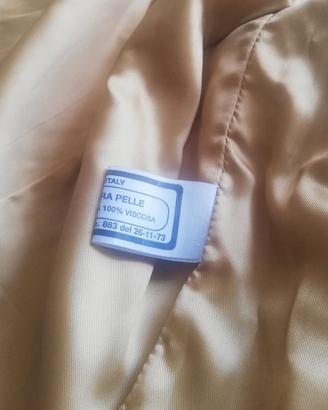 ITALY
RA PELLE
100% VISCOSA
. 883 del 26-11-73